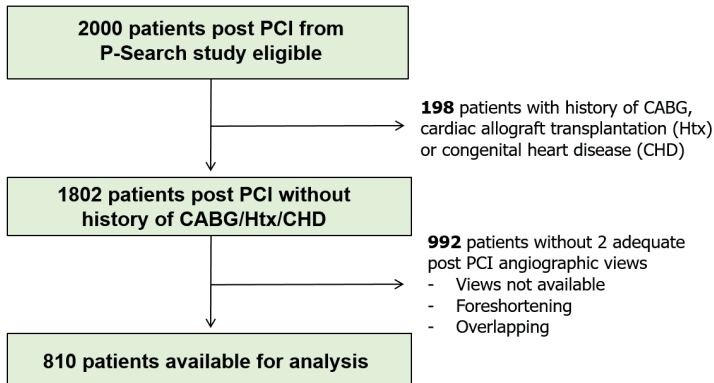 2000 patients post PCI from
P-Search study eligible
198 patients with history of CABG,
cardiac allograft transplantation (Htx)
or congenital heart disease (CHD)
1802 patients post PCI without
history of CABG/Htx/CHD
992 patients without 2 adequate
post PCI angiographic views
- Views not available
- Foreshortening
- Overlapping
810 patients available for analysis